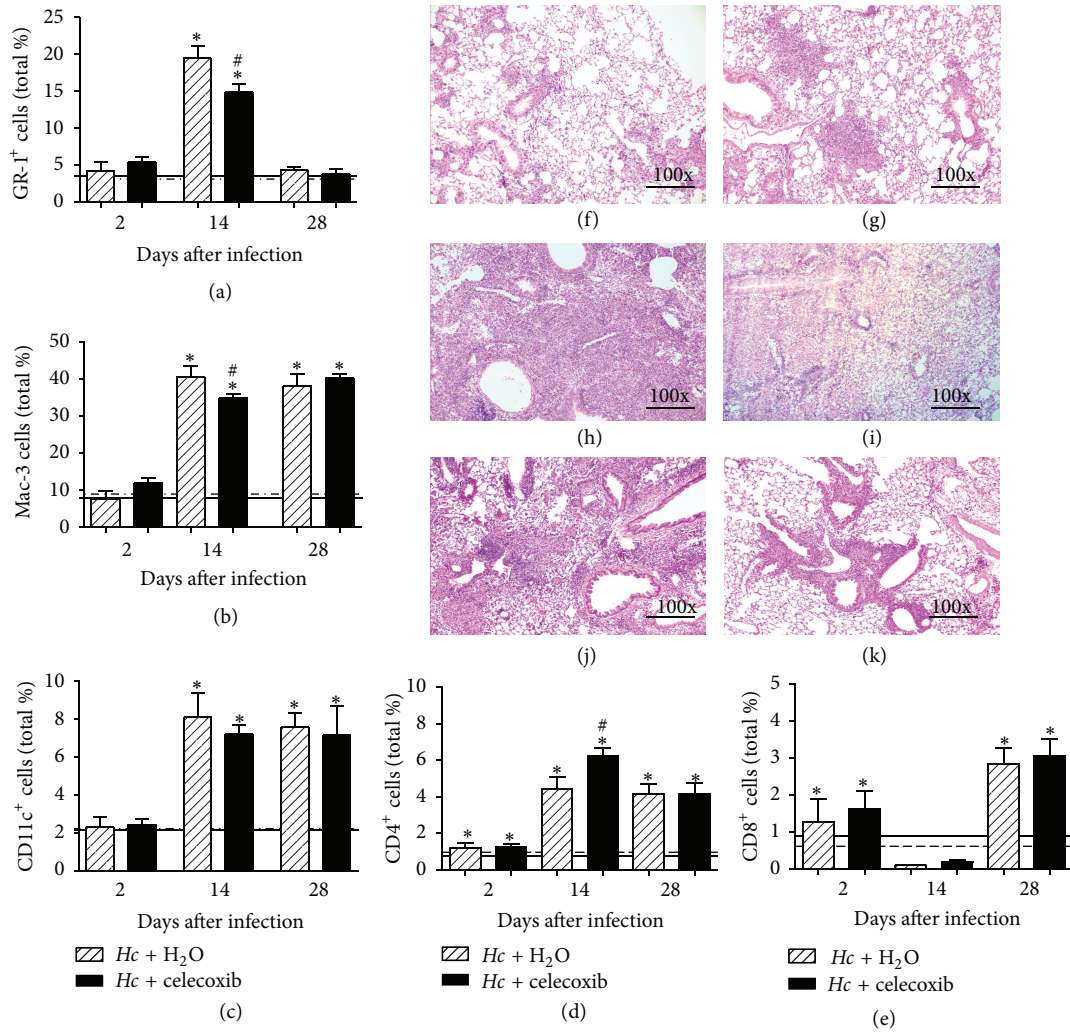 GR-1+ cells (total %)
25
20
15
10
5
0
*
#
*
2
14
28
Days after infection
(a)
100x
(f)
100x
(g)
Mac-3 cells (total %)
50
40
30
20
10
0
*
#
*
*
*
2
14
28
Days after infection
(b)
100x
(h)
100x
(i)
100x
(j)
100x
(k)
CD11c+ cells (total %)
10
8
6
4
2
0
*
*
*
*
2
14
28
Days after infection
Hc + H2O
Hc + celecoxib
(c)
CD4+ cells (total %)
10
8
6
4
2
0
*
*
*
#
*
*
*
2
14
28
Days after infection
Hc + H2O
Hc + celecoxib
(d)
CD8+ cells (total %)
5
4
3
2
1
0
*
*
*
*
2
14
28
Days after infection
Hc + H2O
Hc + celecoxib
(e)